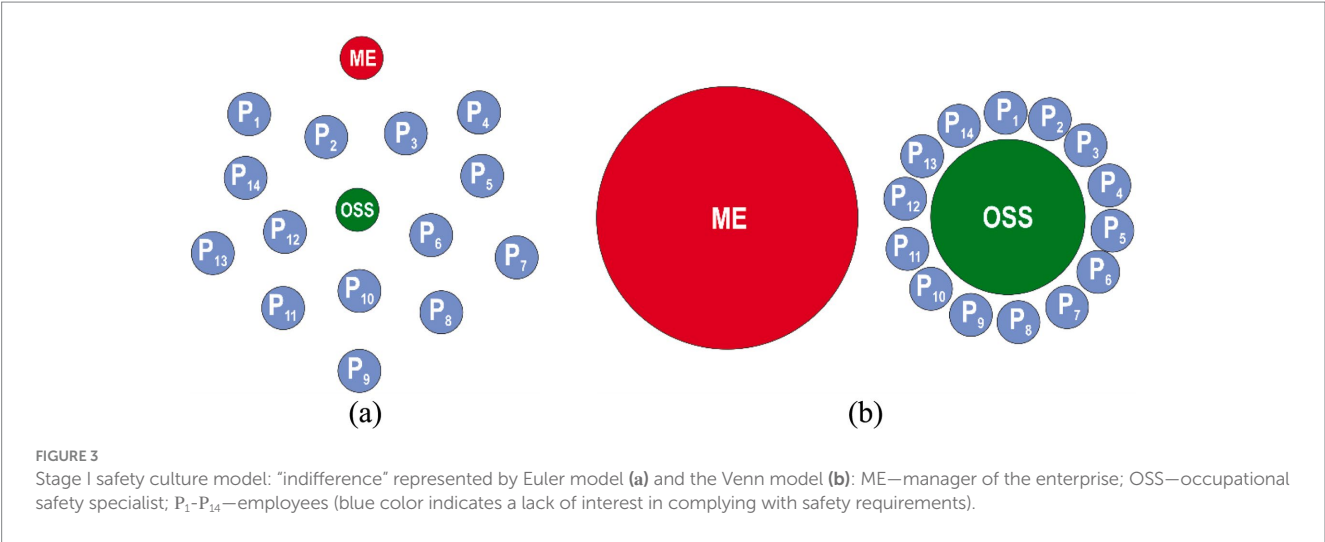 ME
P1
P2
P3
P4
P14
OSS
P5
P13
P12
P6
P7
P11
P10
P8
P9
(a)
ME
OSS
P1
P2
P3
P4
P5
P6
P7
P8
P9
P10
P11
P12
P13
P14
(b)
FIGURE 3
Stage I safety culture model: “indifference” represented by Euler model (a) and the Venn model (b): ME—manager of the enterprise; OSS—occupational
safety specialist; P1-P14—employees (blue color indicates a lack of interest in complying with safety requirements).